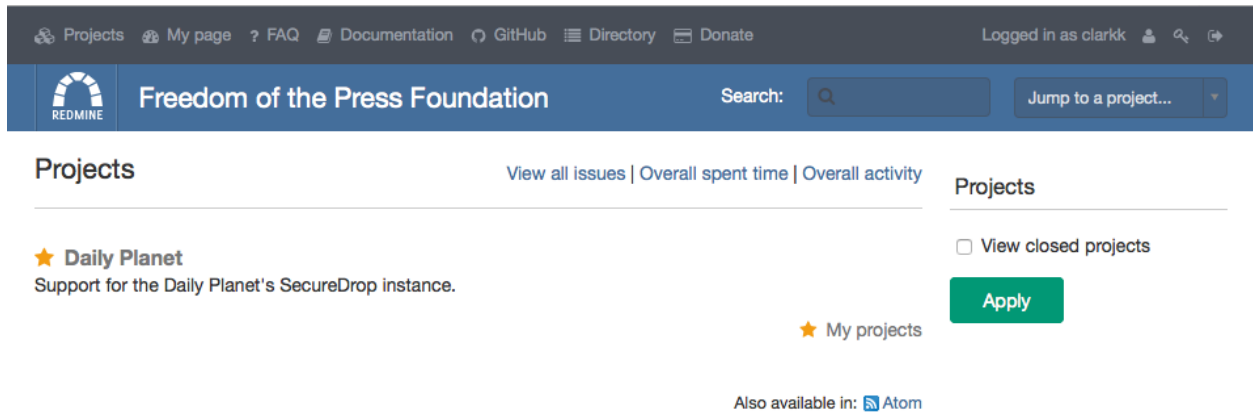 Projects My page ? FAQ Documentation GitHub Directory Donate Logged in as clarkk
REDMINE Freedom of the Press Foundation Search: Jump to a project...
Projects View all issues | Overall spent time | Overall activity
Projects
View closed projects
Daily Planet
Support for the Daily Planet's SecureDrop instance.
Apply
My projects
Also available in: Atom